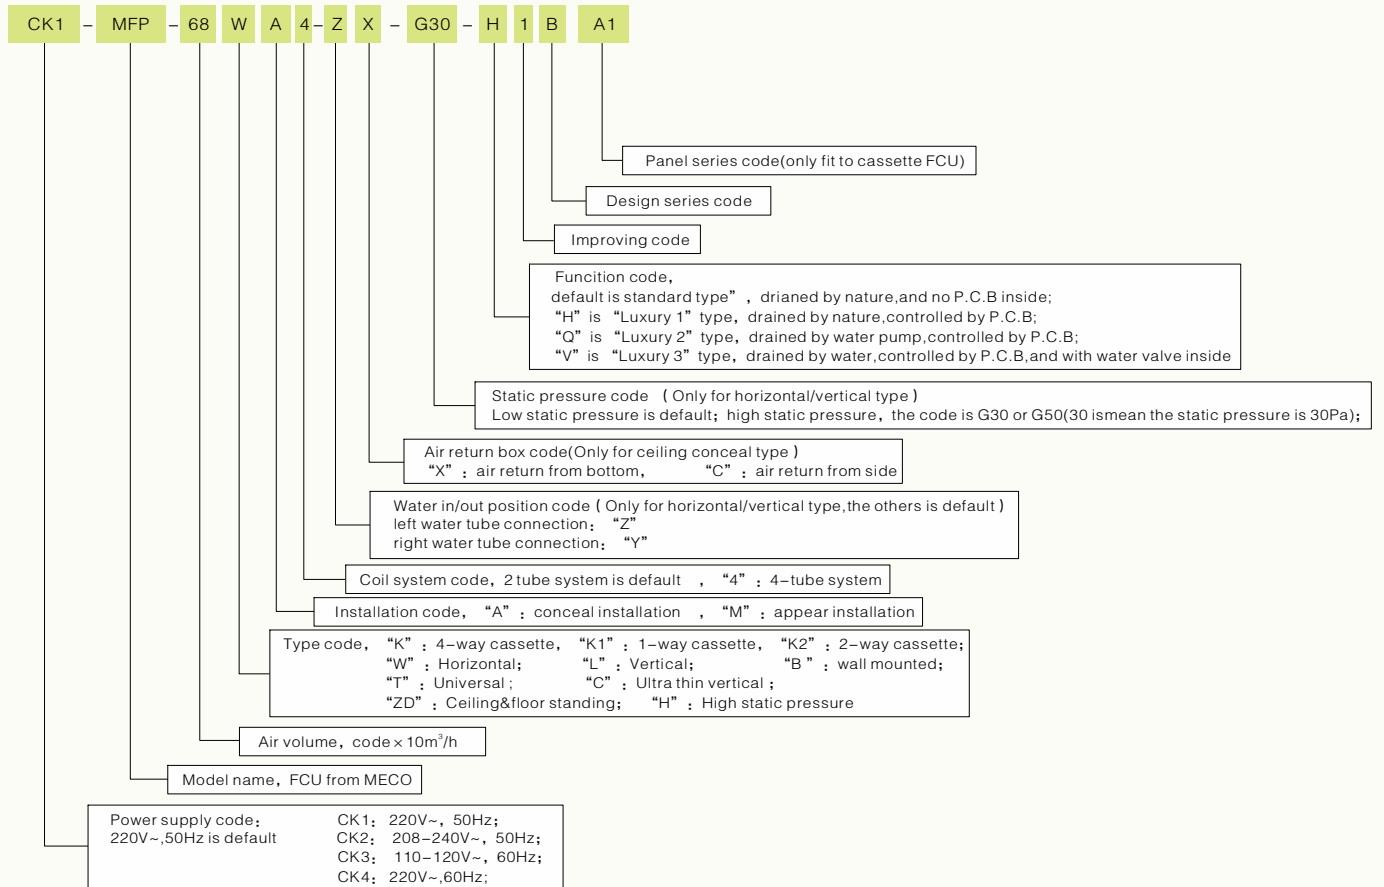 CK1 – MFP – 68 W A 4 – Z X – G30 – H 1 B A1
Panel series code(only fit to cassette FCU)
Design series code
Improving code
Funcition code,
default is standard type” , drianed by nature,and no P.C.B inside;
“H” is “Luxury 1” type, drained by nature,controlled by P.C.B;
“Q” is “Luxury 2” type, drained by water pump,controlled by P.C.B;
“V” is “Luxury 3” type, drained by water,controlled by P.C.B,and with water valve inside
Static pressure code ( Only for horizontal/vertical type )
Low static pressure is default; high static pressure, the code is G30 or G50(30 ismean the static pressure is 30Pa);
Air return box code(Only for ceiling conceal type )
“X” : air return from bottom, “C” : air return from side
Water in/out position code ( Only for horizontal/vertical type,the others is default )
left water tube connection: “Z”
right water tube connection: “Y”
Coil system code, 2 tube system is default , “4” : 4–tube system
Installation code, “A” : conceal installation , “M” : appear installation
Type code, “K” : 4–way cassette, “K1” : 1–way cassette, “K2” : 2–way cassette;
“W” : Horizontal; “L” : Vertical; “B ” : wall mounted;
“T” : Universal ; “C” : Ultra thin vertical ;
“ZD” : Ceiling&floor standing; “H” : High static pressure
Air volume, code × 10m³/h
Model name, FCU from MECO
Power supply code: CK1: 220V~, 50Hz;
220V~,50Hz is default CK2: 208–240V~, 50Hz;
CK3: 110–120V~, 60Hz;
CK4: 220V~,60Hz;